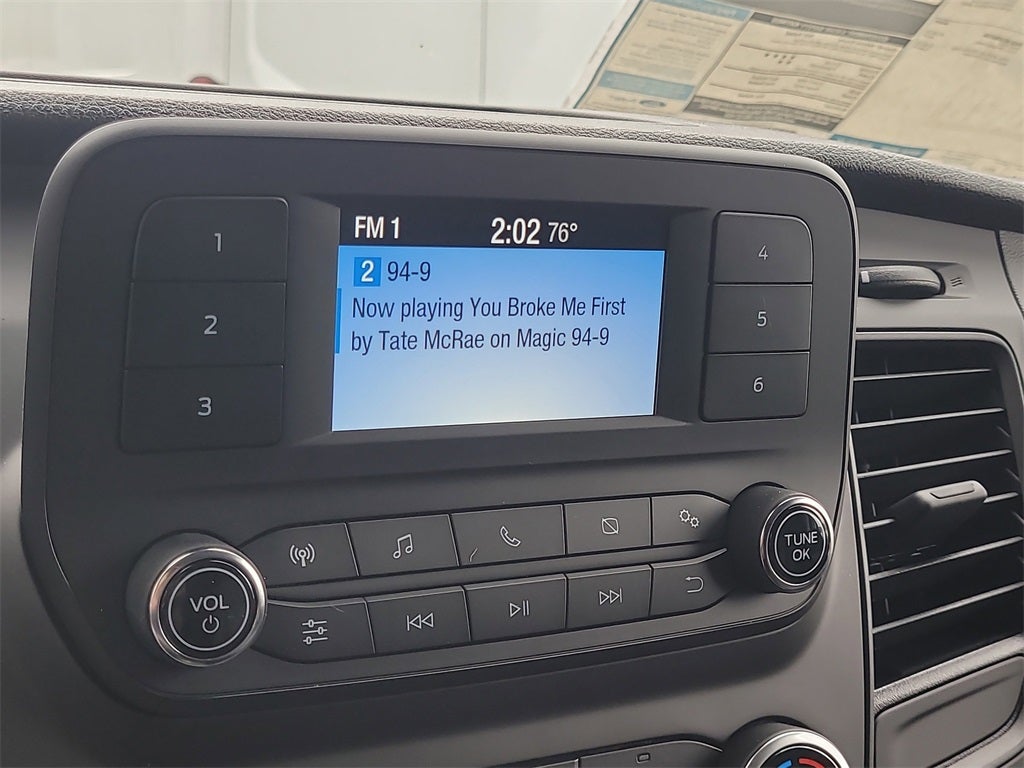 FM 1 2:02 76°
2 94-9
Now playing You Broke Me First
by Tate McRae on Magic 94-9
1
2
3
4
5
6
VOL
TUNE
OK